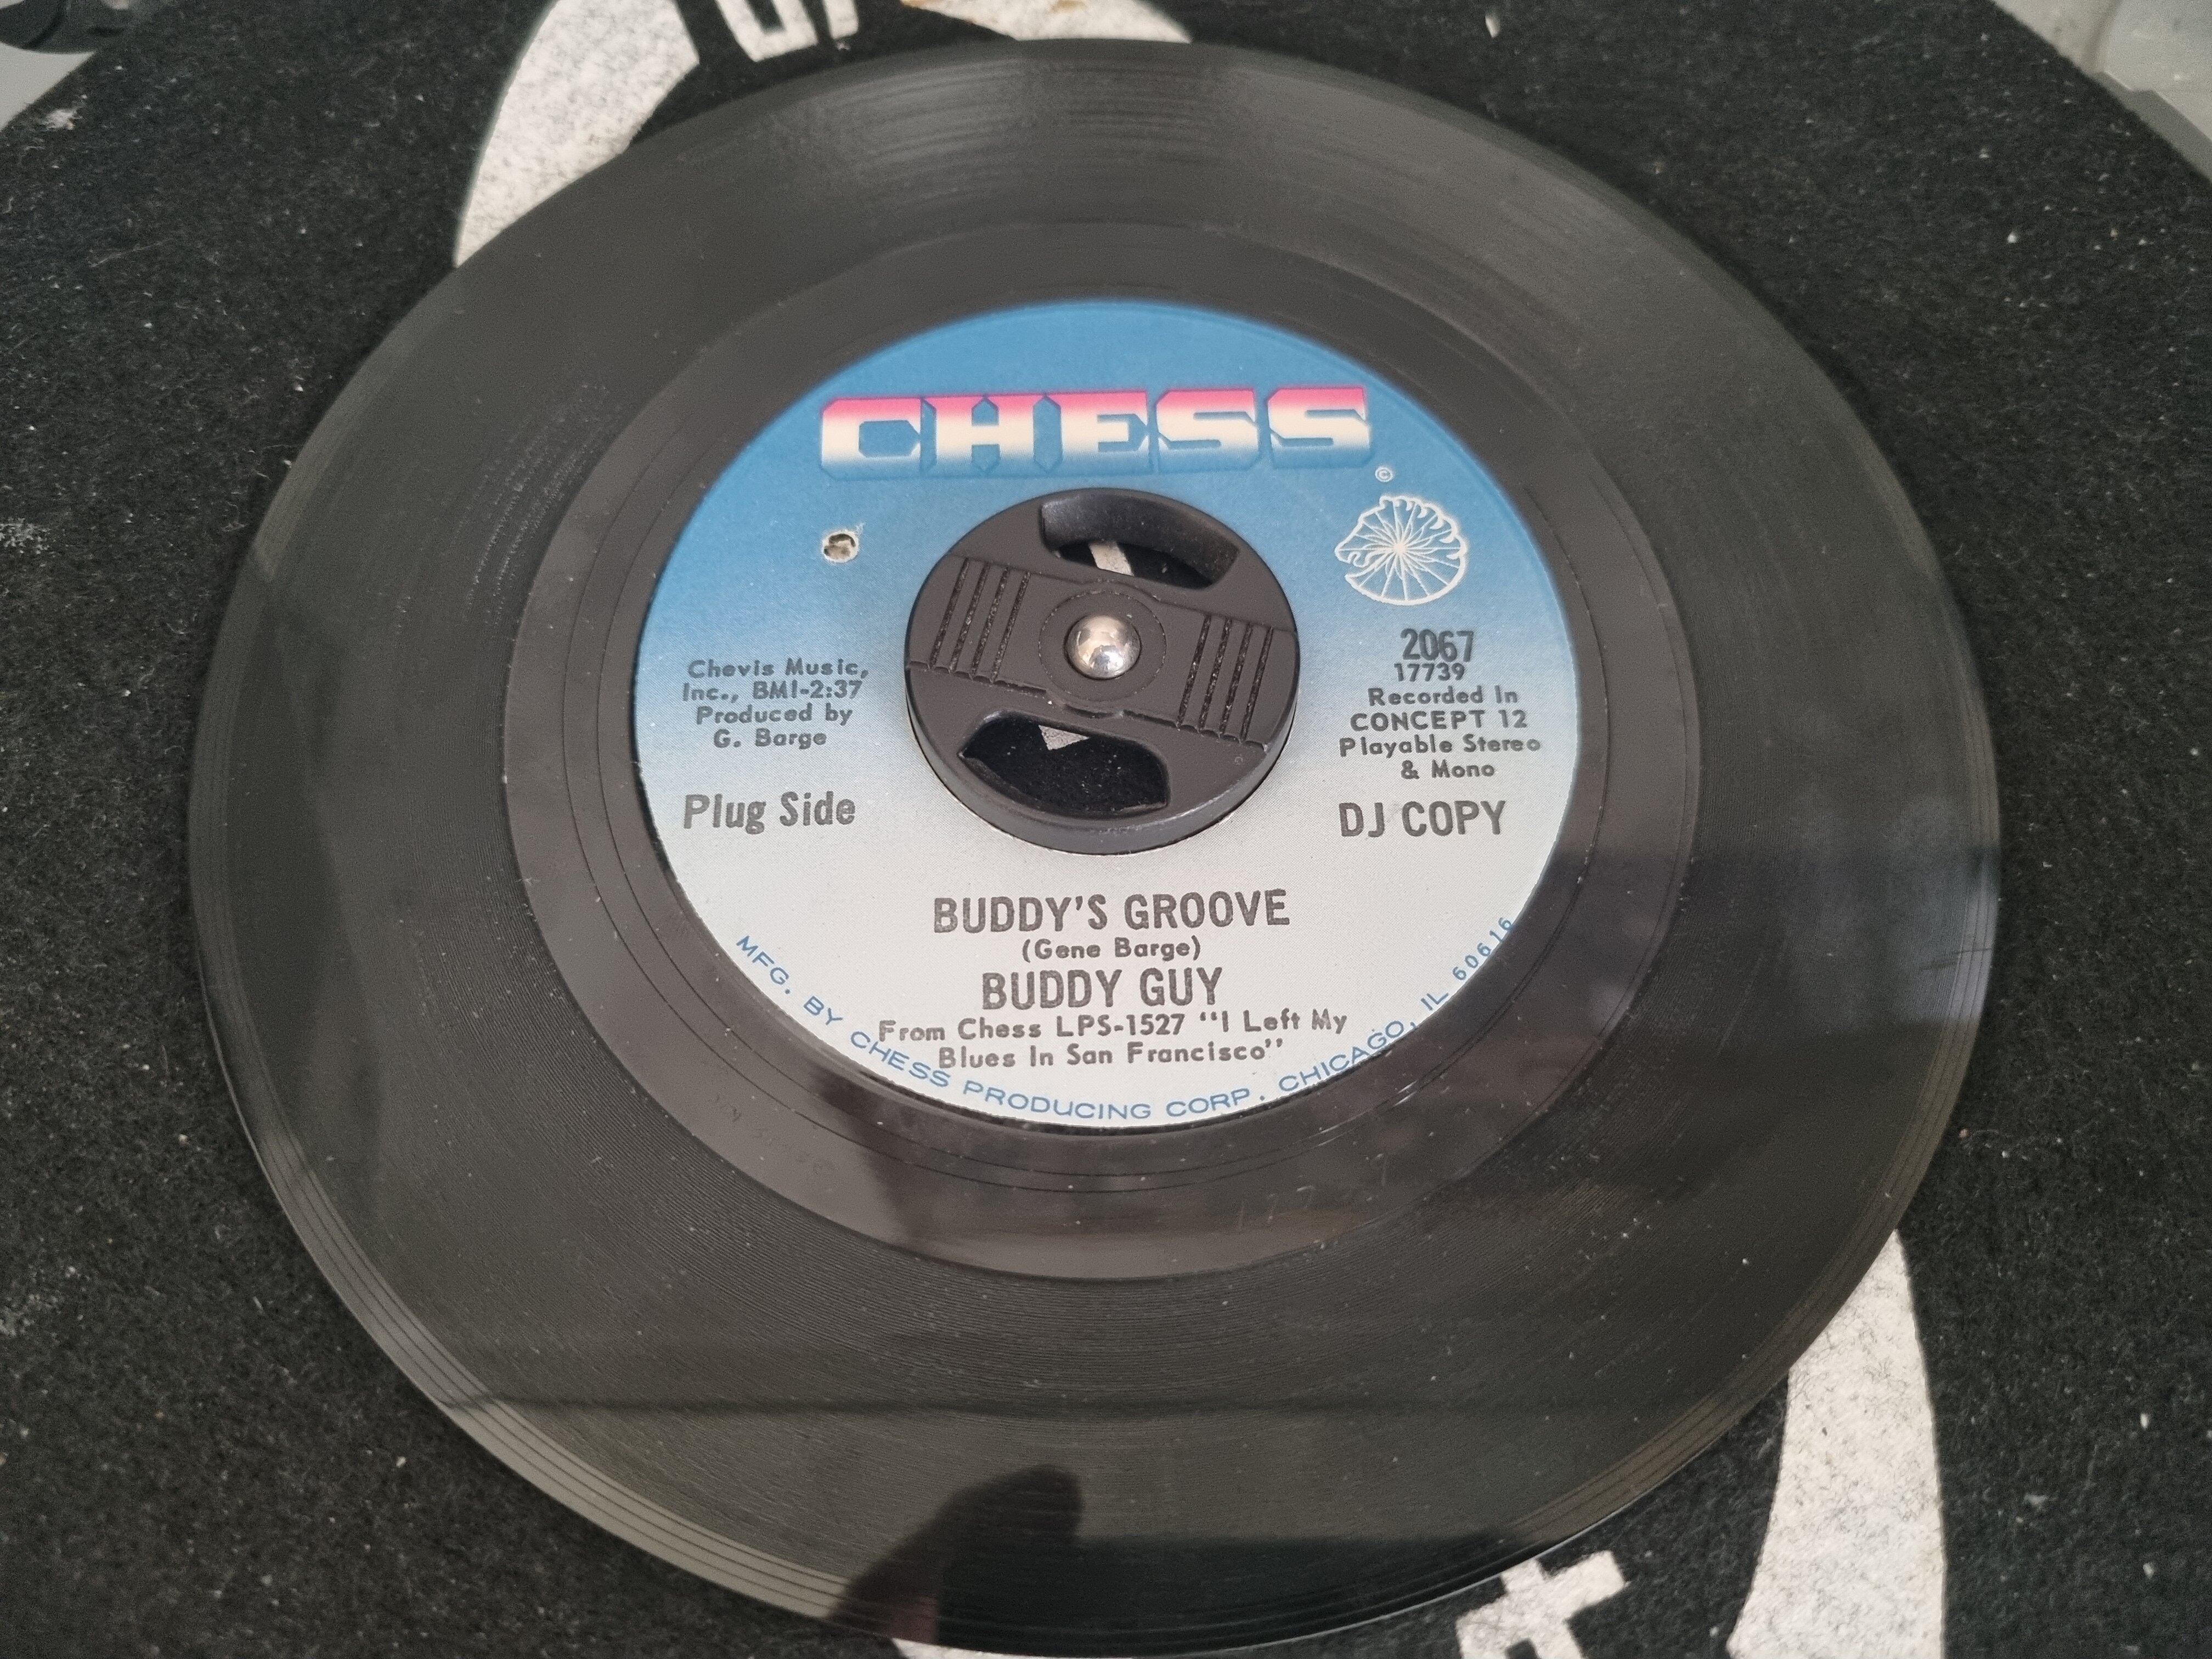 CHESS
©
Chevis Music,
Inc., BMI-2:37
Produced by
G. Barge
Plug Side
2067
17739
Recorded In
CONCEPT 12
Playable Stereo
& Mono
DJ COPY
BUDDY'S GROOVE
(Gene Barge)
BUDDY GUY
From Chess LPS-1527 "I Left My
Blues In San Francisco"
MFG. BY CHESS PRODUCING CORP., CHICAGO, IL 60616